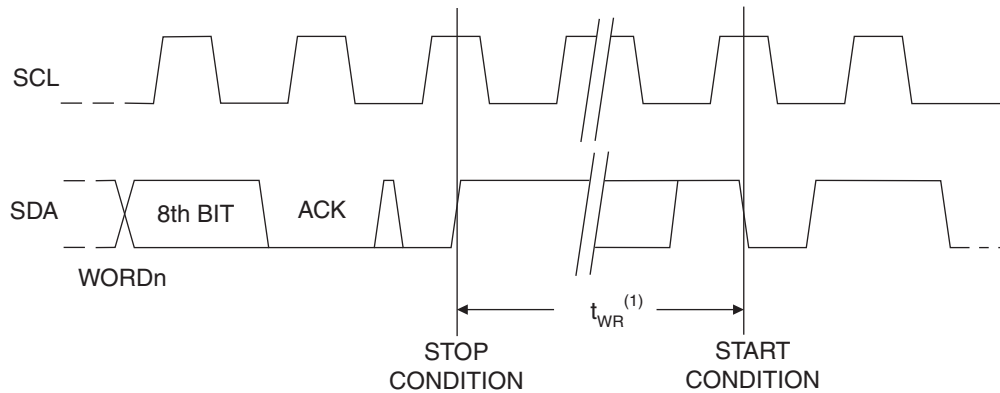 SCL
SDA
8th BIT
ACK
WORDn
tWR(1)
STOP
CONDITION
START
CONDITION